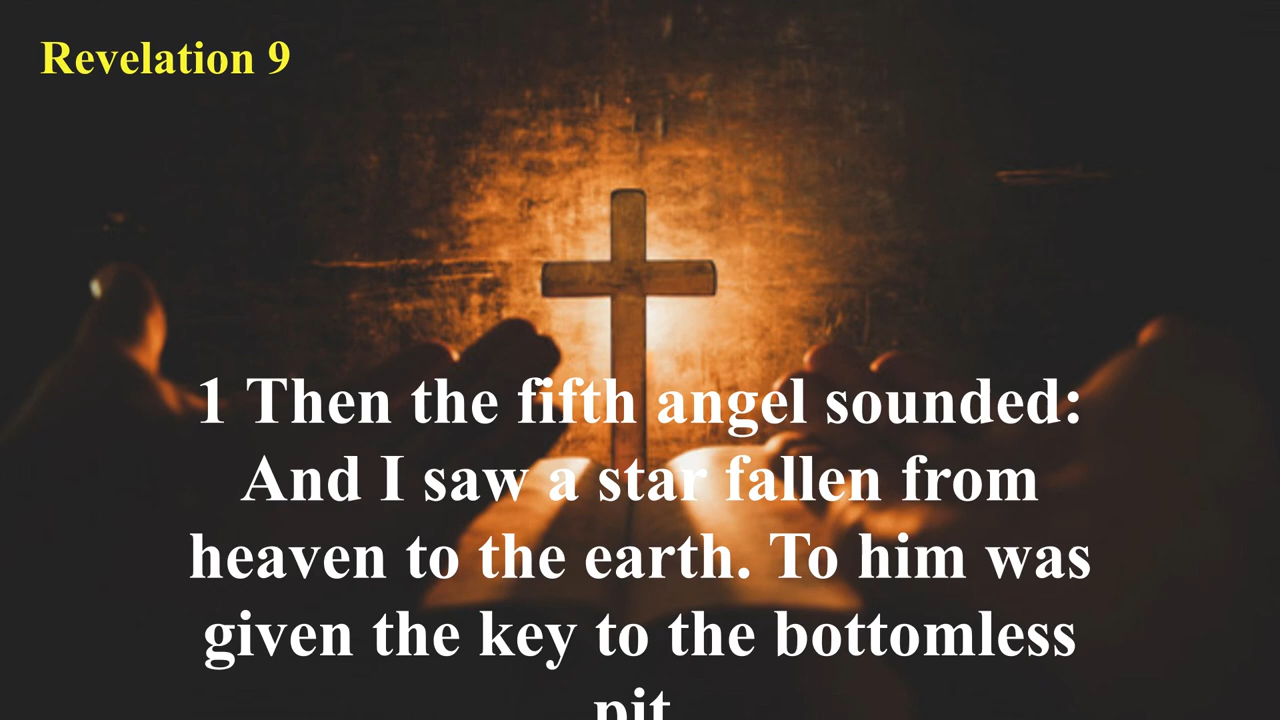 Revelation 9
1 Then the fifth angel sounded:
And I saw a star fallen from
heaven to the earth. To him was
given the key to the bottomless
pit